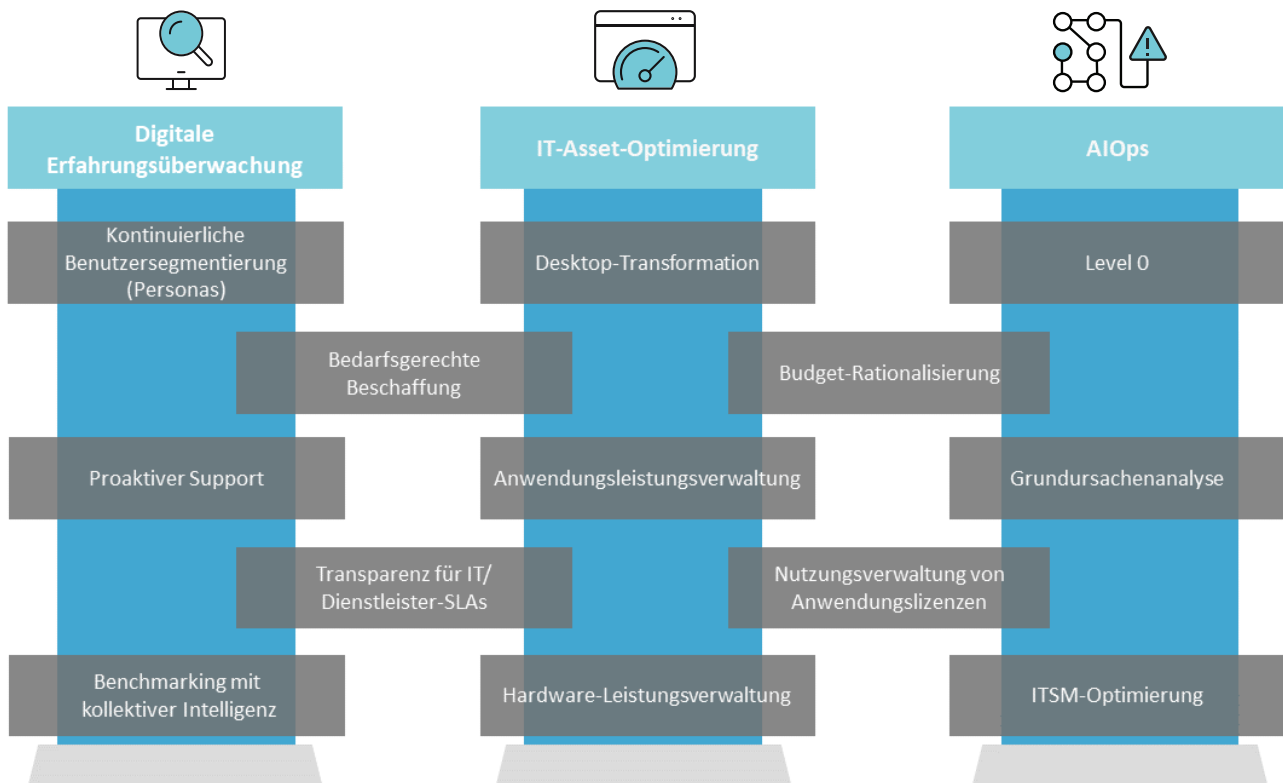 Digitale
Erfahrungsüberwachung
IT-Asset-Optimierung
AIOps
Kontinuierliche
Benutzersegmentierung
(Personas)
Desktop-Transformation
Level 0
Bedarfsgerechte
Beschaffung
Budget-Rationalisierung
Proaktiver Support
Anwendungsleistungsverwaltung
Grundursachenanalyse
Transparenz für IT/
Dienstleister-SLAs
Nutzungsverwaltung von
Anwendungslizenzen
Benchmarking mit
kollektiver Intelligenz
Hardware-Leistungsverwaltung
ITSM-Optimierung